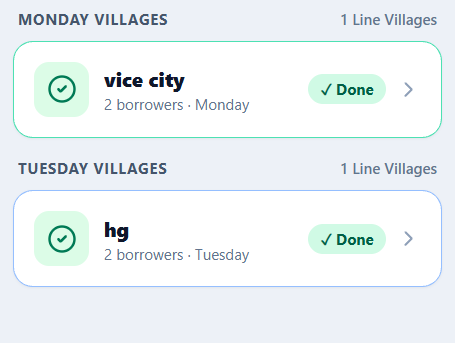 MONDAY VILLAGES 1 Line Villages
vice city
2 borrowers · Monday
✓ Done
TUESDAY VILLAGES 1 Line Villages
hg
2 borrowers · Tuesday
✓ Done